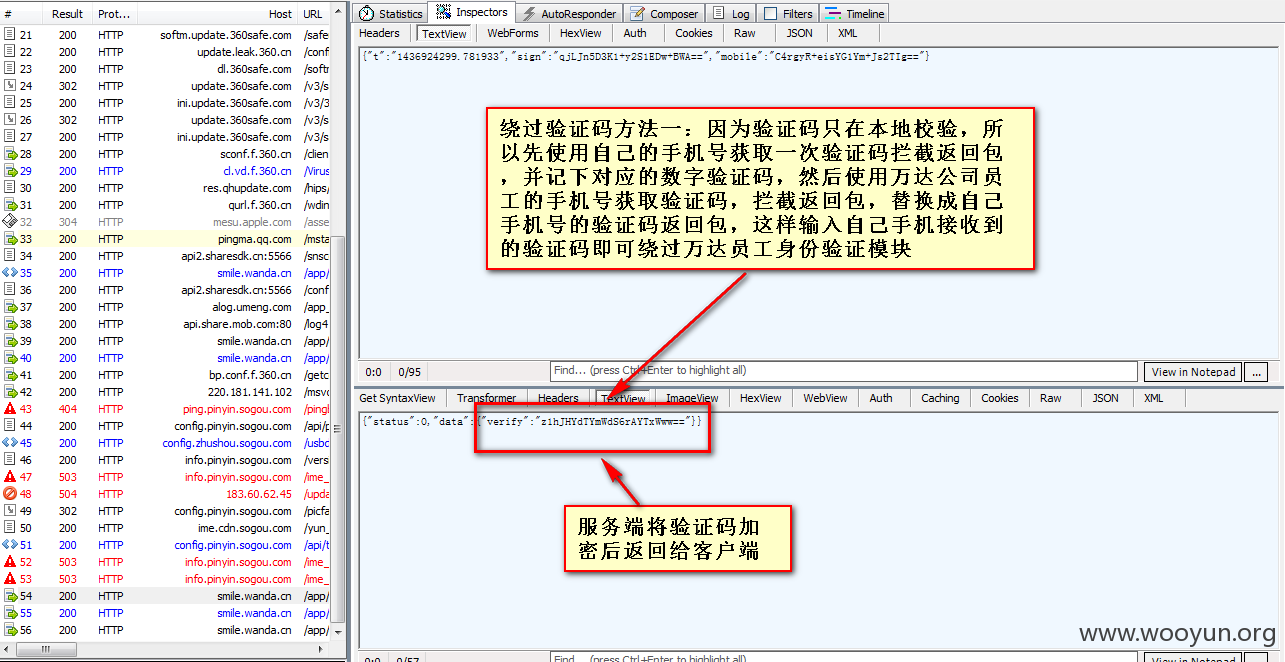 # Result Prot... Host URL
21 200 HTTP softm.update.360safe.com /safe
22 200 HTTP update.leak.360.cn /conf
23 200 HTTP dl.360safe.com /softr
24 302 HTTP update.360safe.com /v3/s
25 200 HTTP ini.update.360safe.com /v3/3
26 302 HTTP update.360safe.com /v3/s
27 200 HTTP ini.update.360safe.com /v3/s
28 200 HTTP sconf.f.360.cn /clien
29 200 HTTP cl.vd.f.360.cn /Virus
30 200 HTTP res.qhupdate.com /hips/
31 200 HTTP qurl.f.360.cn /wdin
32 304 HTTP mesu.apple.com /asse
33 200 HTTP pingma.qq.com /msta
34 200 HTTP api2.sharesdk.cn:5566 /snsc
35 200 HTTP smile.wanda.cn /app/
36 200 HTTP api2.sharesdk.cn:5566 /conf
37 200 HTTP alog.umeng.com /app_
38 200 HTTP api.share.mob.com:80 /log4
39 200 HTTP smile.wanda.cn /app/
40 200 HTTP smile.wanda.cn /app/
41 200 HTTP bp.conf.f.360.cn /getc
42 200 HTTP 220.181.141.102 /msvc
43 404 HTTP ping.pinyin.sogou.com /pingl
44 200 HTTP config.pinyin.sogou.com /api/p
45 200 HTTP config.zhushou.sogou.com /usbc
46 200 HTTP info.pinyin.sogou.com /versi
47 503 HTTP info.pinyin.sogou.com /ime_
48 504 HTTP 183.60.62.45 /upda
49 302 HTTP config.pinyin.sogou.com /picfa
50 200 HTTP ime.cdn.sogou.com /yun_
51 200 HTTP config.pinyin.sogou.com /api/t
52 503 HTTP info.pinyin.sogou.com /ime_
53 503 HTTP info.pinyin.sogou.com /ime_
54 200 HTTP smile.wanda.cn /app/
55 200 HTTP smile.wanda.cn /app/
56 200 HTTP smile.wanda.cn /app/
Statistics Inspectors AutoResponder Composer Log Filters Timeline
Headers TextView WebForms HexView Auth Cookies Raw JSON XML
{"t":"1436924299.781933","sign":"qjLJn5D3K1+y2S1EDw+BWA==","mobile":"C4rgyR+eisYG1Ym+Js2TIg=="}
绕过验证码方法一：因为验证码只在本地校验，所
以先使用自己的手机号获取一次验证码拦截返回包
，并记下对应的数字验证码，然后使用万达公司员
工的手机号获取验证码，拦截返回包，替换成自己
手机号的验证码返回包，这样输入自己手机接收到
的验证码即可绕过万达员工身份验证模块
0:0 0/95 Find... (press Ctrl+Enter to highlight all) View in Notepad ...
Get SyntaxView Transformer Headers TextView ImageView HexView WebView Auth Caching Cookies Raw JSON XML
{"status":0,"data":{"verify":"z1hJHYdTYmWdS6rAYTxWww=="}}
服务端将验证码加
密后返回给客户端
www.wooyun.org
0:0 0/57 Find... (press Ctrl+Enter to highlight all) View in Notepad ...